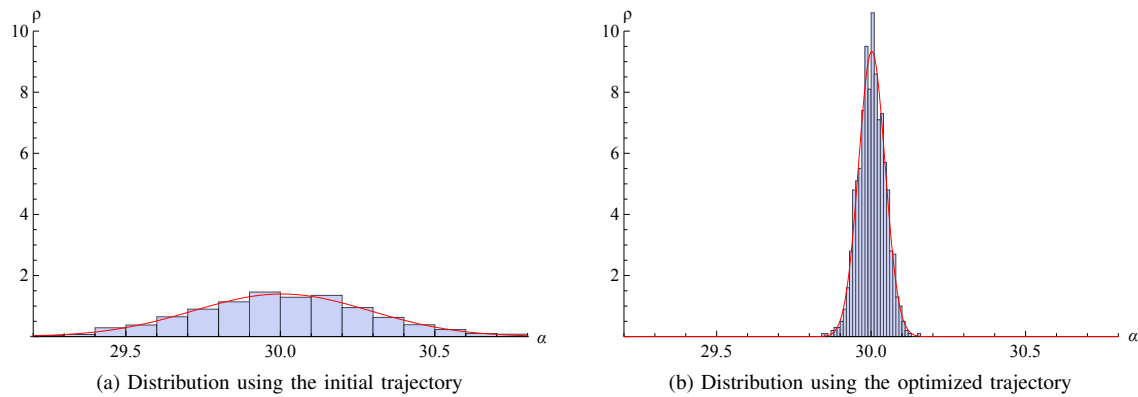 ρ
10
8
6
4
2
29.5 30.0 30.5 α
(a) Distribution using the initial trajectory
ρ
10
8
6
4
2
29.5 30.0 30.5 α
(b) Distribution using the optimized trajectory